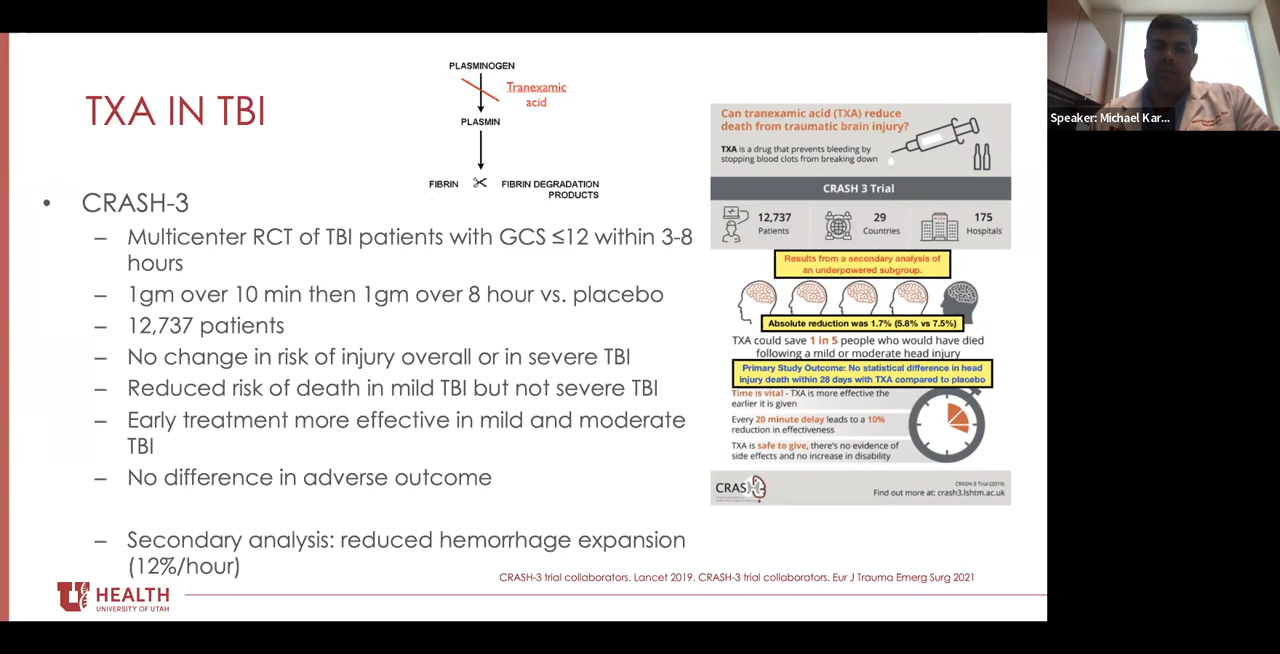 TXA IN TBI
PLASMINOGEN
Tranexamic
acid
PLASMIN
FIBRIN
FIBRIN DEGRADATION
PRODUCTS
• CRASH-3
– Multicenter RCT of TBI patients with GCS ≤12 within 3-8
hours
– 1gm over 10 min then 1gm over 8 hour vs. placebo
– 12,737 patients
– No change in risk of injury overall or in severe TBI
– Reduced risk of death in mild TBI but not severe TBI
– Early treatment more effective in mild and moderate
TBI
– No difference in adverse outcome
– Secondary analysis: reduced hemorrhage expansion
(12%/hour)
Can tranexamic acid (TXA) reduce
death from traumatic brain injury?
TXA is a drug that prevents bleeding by
stopping blood clots from breaking down
CRASH 3 Trial
12,737
Patients
29
Countries
175
Hospitals
Results from a secondary analysis of
an underpowered subgroup.
Absolute reduction was 1.7% (5.8% vs 7.5%)
TXA could save 1 in 5 people who would have died
following a mild or moderate head injury
Primary Study Outcome: No statistical difference in head
injury death within 28 days with TXA compared to placebo
Time is vital - TXA is more effective the
earlier it is given
Every 20 minute delay leads to a 10%
reduction in effectiveness
TXA is safe to give, there's no evidence of
side effects and no increase in disability
CRASH
CRASH-3 Trial (2019)
Find out more at: crash3.lshtm.ac.uk
CRASH-3 trial collaborators. Lancet 2019. CRASH-3 trial collaborators. Eur J Trauma Emerg Surg 2021
U HEALTH
UNIVERSITY OF UTAH
Speaker: Michael Kar...